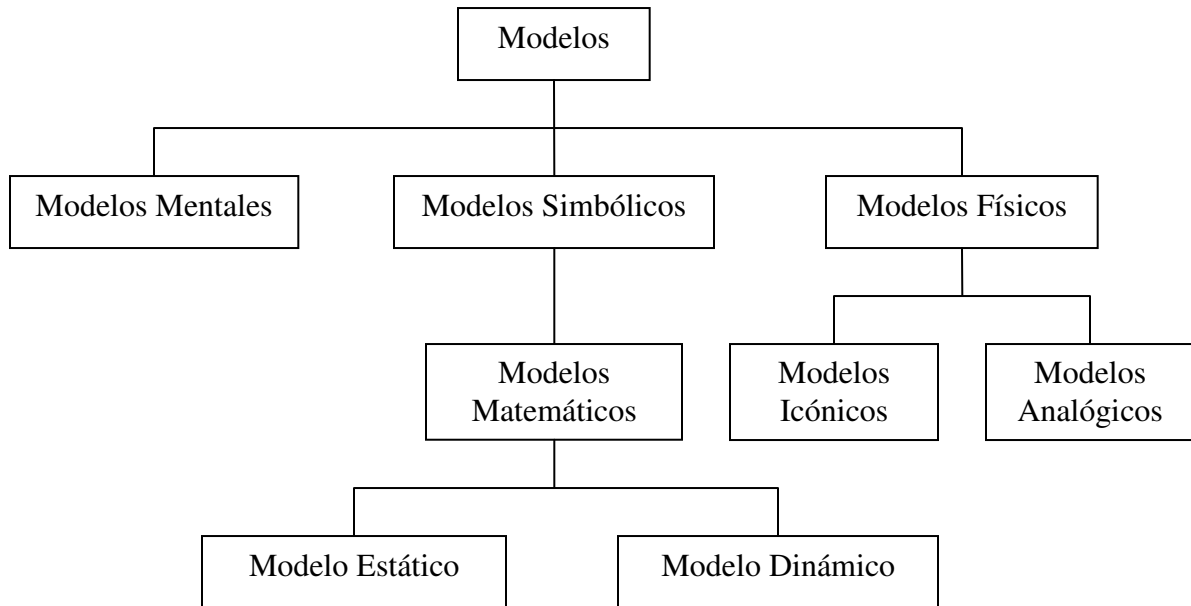 Modelos
Modelos Mentales
Modelos Simbólicos
Modelos Físicos
Modelos
Matemáticos
Modelos
Icónicos
Modelos
Analógicos
Modelo Estático
Modelo Dinámico